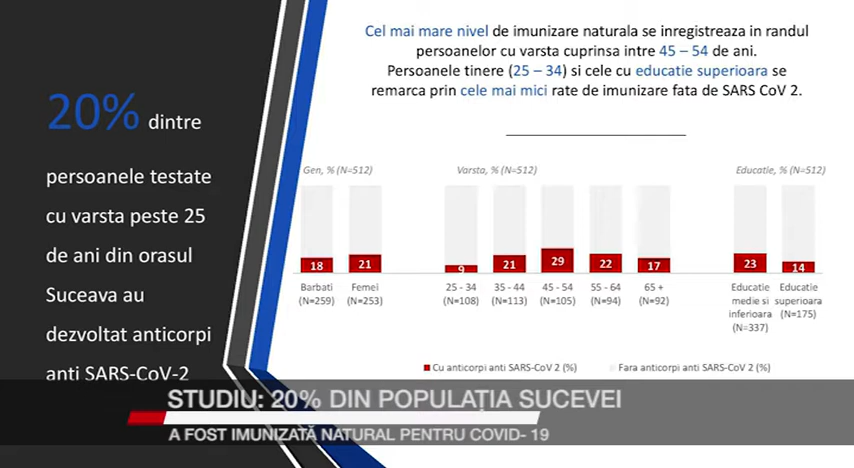 Cel mai mare nivel de imunizare naturala se inregistreaza in randul
persoanelor cu varsta cuprinsa intre 45 – 54 de ani.
Persoanele tinere (25 – 34) si cele cu educatie superioara se
remarca prin cele mai mici rate de imunizare fata de SARS CoV 2.
20% dintre
persoanele testate
cu varsta peste 25
de ani din orasul
Suceava au
dezvoltat anticorpi
anti SARS-CoV-2
Gen, % (N=512)
18 21
Barbati Femei
(N=259) (N=253)
Varsta, % (N=512)
9 21 29 22 17
25 - 34 35 - 44 45 - 54 55 - 64 65 +
(N=108) (N=113) (N=105) (N=94) (N=92)
Educatie, % (N=512)
23 14
Educatie
medie si
inferioara
(N=337)
Educatie
superioara
(N=175)
Cu anticorpi anti SARS-CoV 2 (%) Fara anticorpi anti SARS-CoV 2 (%)
STUDIU: 20% DIN POPULAȚIA SUCEVEI
A FOST IMUNIZATĂ NATURAL PENTRU COVID- 19